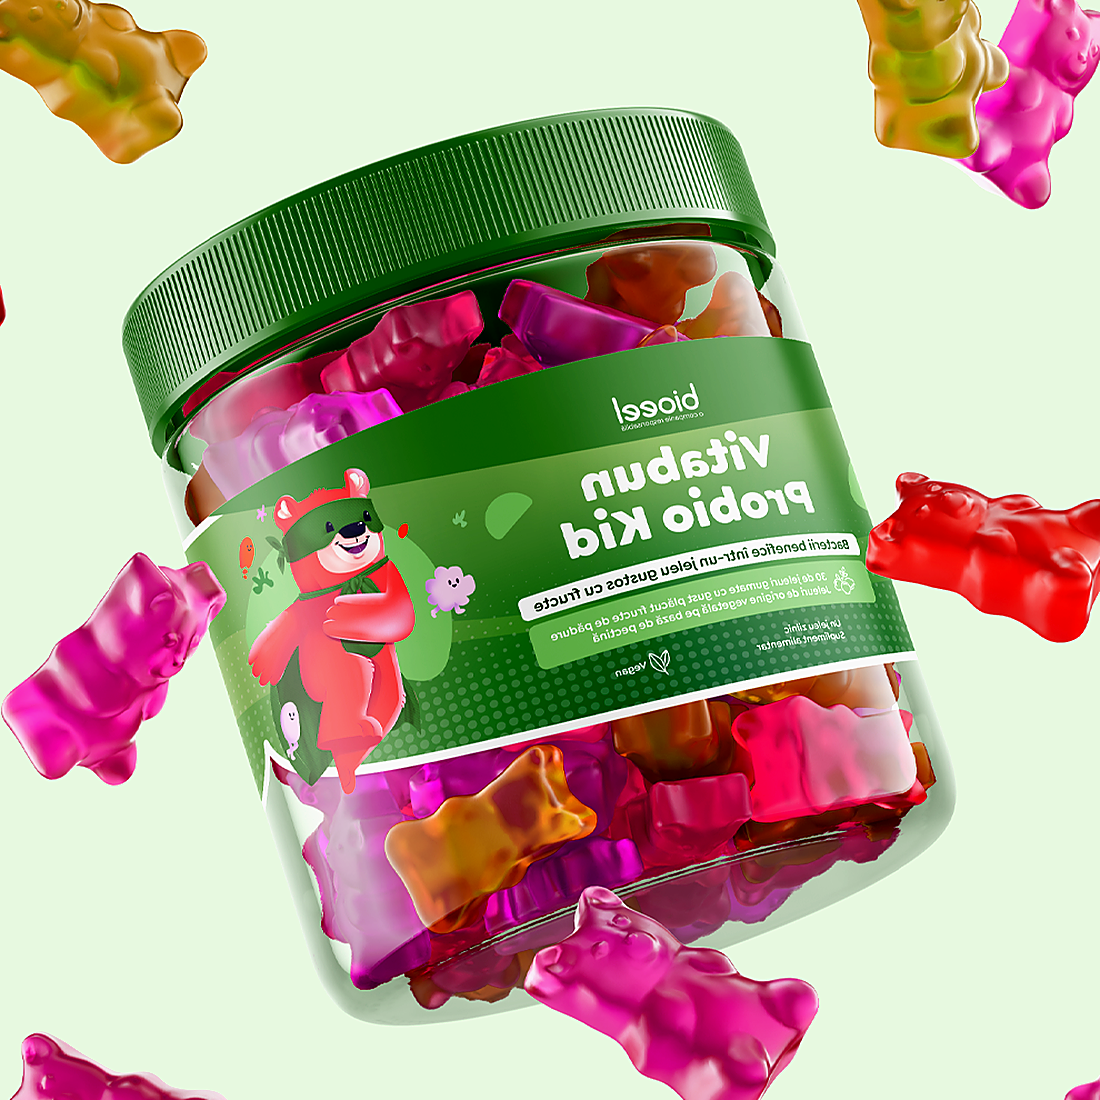 bioeel
o companie responsabilă
Vitabun
Probio Kid
Bacterii benefice într-un jeleu gustos cu fructe
30 de jeleuri gumate cu gust plăcut fructe de pădure
Jeleuri de origine vegetală pe bază de pectină
Un jeleu zilnic
Supliment alimentar
Vegan